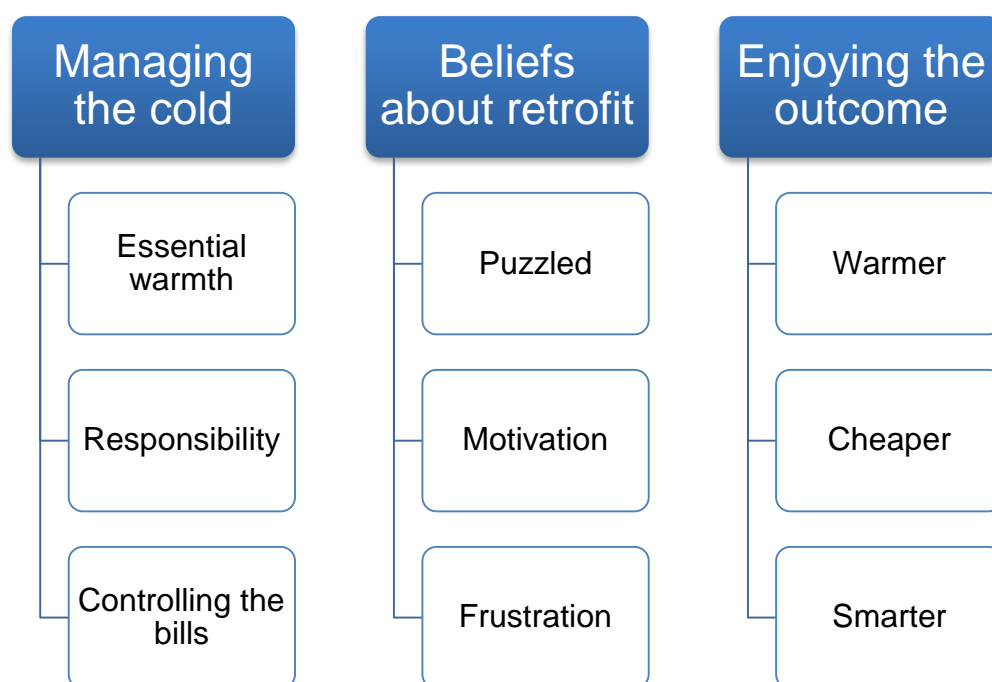 Managing
the cold
Essential
warmth
Responsibility
Controlling the
bills
Beliefs
about retrofit
Puzzled
Motivation
Frustration
Enjoying the
outcome
Warmer
Cheaper
Smarter